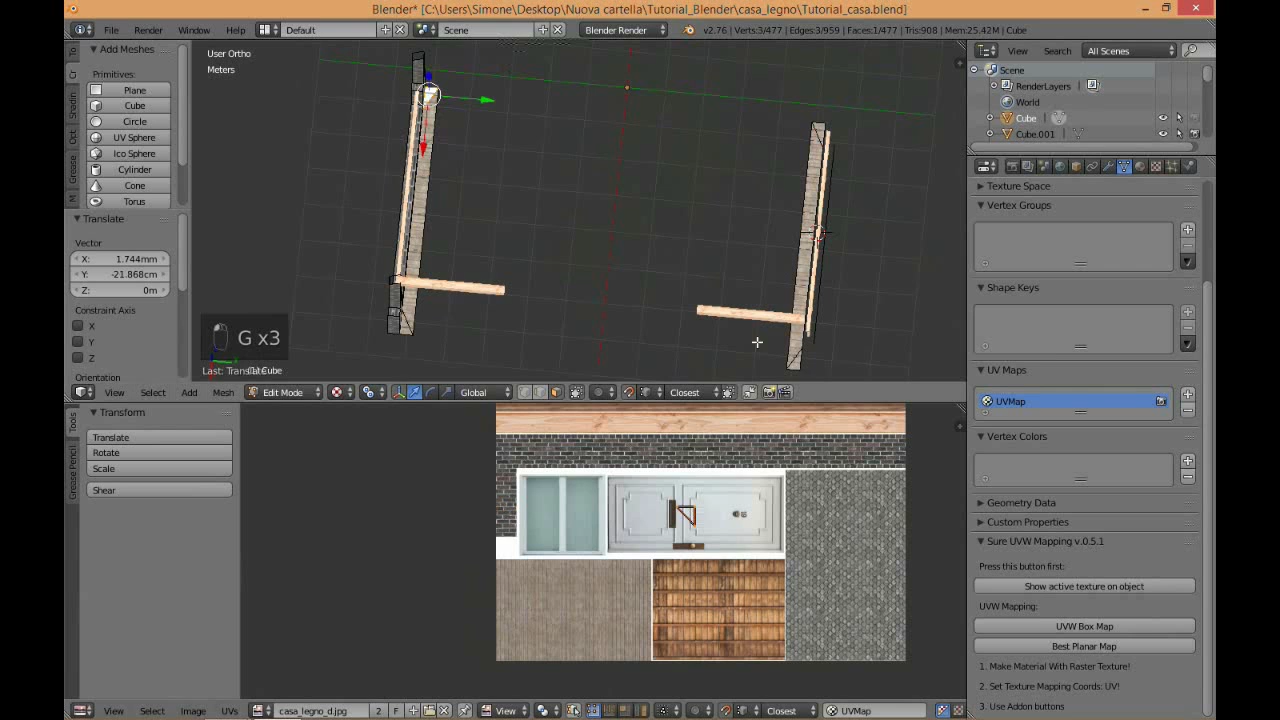 Blender* [C:\Users\Simone\Desktop\Nuova cartella\Tutorial_Blender\casa_legno\Tutorial_casa.blend]
File Render Window Help Default Scene Blender Render v2.76 | Verts:3/477 | Edges:3/959 | Faces:1/477 | Tris:908 | Mem:25.42M | Cube
Add Meshes
Primitives:
Plane
Cube
Circle
UV Sphere
Ico Sphere
Cylinder
Cone
Torus
Grease
Translate
Vector
X: 1.744mm
Y: -21.868cm
Z: 0m
Constraint Axis
X
Y
Z
Orientation
User Ortho
Meters
G x3
View Select Add Mesh Edit Mode Global Closest
View Search All Scenes
Scene
RenderLayers
World
Cube
Cube.001
Texture Space
Vertex Groups
Shape Keys
UV Maps
UVMap
Vertex Colors
Geometry Data
Custom Properties
Sure UVW Mapping v.0.5.1
Press this button first:
Show active texture on object
UVW Mapping:
UVW Box Map
Best Planar Map
1. Make Material With Raster Texture!
2. Set Texture Mapping Coords: UV!
3. Use Addon buttons
Tools
Grease Pencil
Transform
Translate
Rotate
Scale
Shear
View Select Image UVs casa_legno_d.jpg 2 F View Closest UVMap